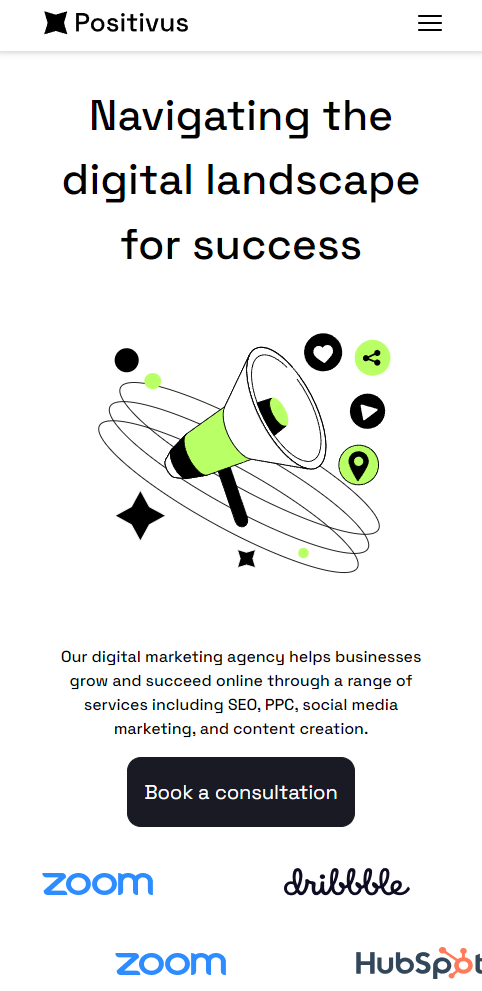 Positivus
Navigating the
digital landscape
for success
Our digital marketing agency helps businesses
grow and succeed online through a range of
services including SEO, PPC, social media
marketing, and content creation.
Book a consultation
zoom dribbble
zoom HubSpot